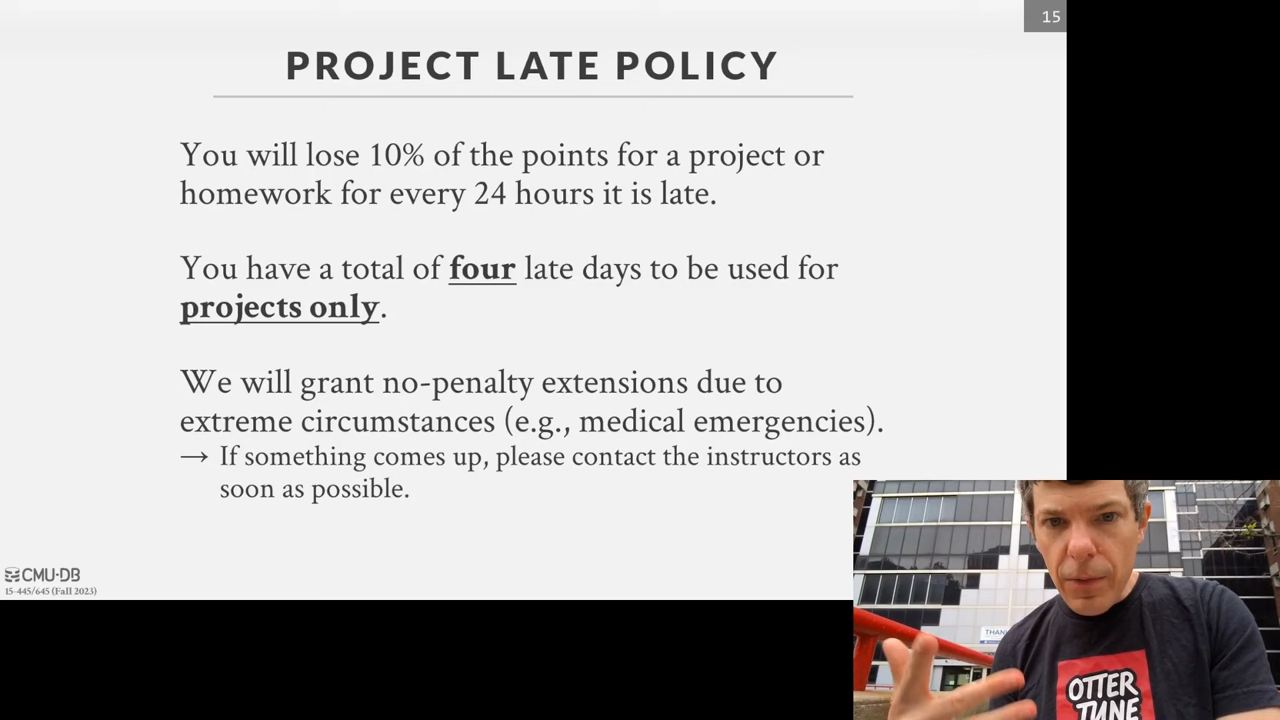 15
PROJECT LATE POLICY
You will lose 10% of the points for a project or
homework for every 24 hours it is late.
You have a total of four late days to be used for
projects only.
We will grant no-penalty extensions due to
extreme circumstances (e.g., medical emergencies).
→ If something comes up, please contact the instructors as
soon as possible.
CMU·DB
15-445/645 (Fall 2023)
OTTER
TUNE